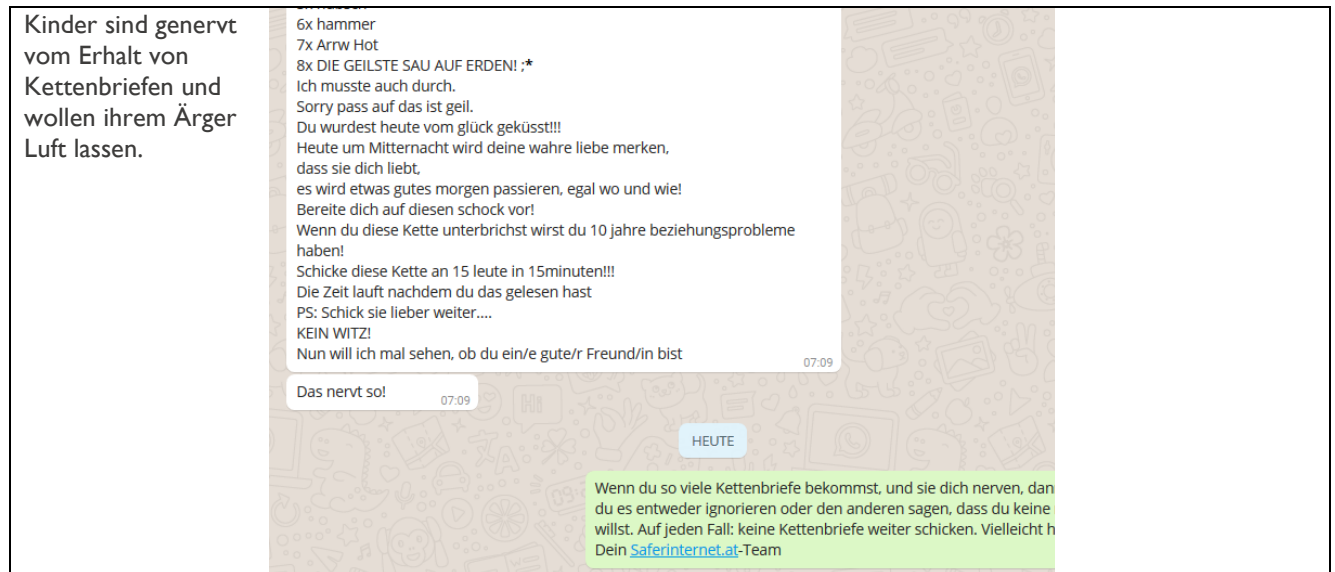 Kinder sind genervt
vom Erhalt von
Kettenbriefen und
wollen ihrem Ärger
Luft lassen.
6x hammer
7x Arrw Hot
8x DIE GEILSTE SAU AUF ERDEN! ;*
Ich musste auch durch.
Sorry pass auf das ist geil.
Du wurdest heute vom glück geküsst!!!
Heute um Mitternacht wird deine wahre liebe merken,
dass sie dich liebt,
es wird etwas gutes morgen passieren, egal wo und wie!
Bereite dich auf diesen schock vor!
Wenn du diese Kette unterbrichst wirst du 10 jahre beziehungsprobleme
haben!
Schicke diese Kette an 15 leute in 15minuten!!!
Die Zeit lauft nachdem du das gelesen hast
PS: Schick sie lieber weiter....
KEIN WITZ!
Nun will ich mal sehen, ob du ein/e gute/r Freund/in bist
07:09
Das nervt so!
07:09
HEUTE
Wenn du so viele Kettenbriefe bekommst, und sie dich nerven, dan
du es entweder ignorieren oder den anderen sagen, dass du keine
willst. Auf jeden Fall: keine Kettenbriefe weiter schicken. Vielleicht h
Dein Saferinternet.at-Team